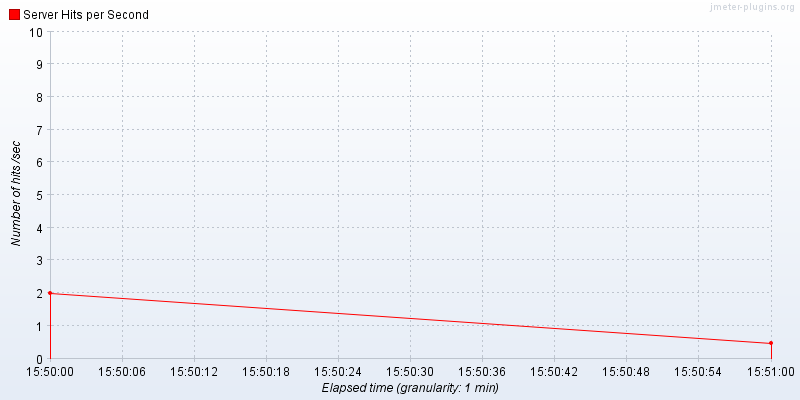 jmeter-plugins.org
Server Hits per Second
10
9
8
7
6
5
4
3
2
1
0
Number of hits /sec
15:50:00 15:50:06 15:50:12 15:50:18 15:50:24 15:50:30 15:50:36 15:50:42 15:50:48 15:50:54 15:51:00
Elapsed time (granularity: 1 min)